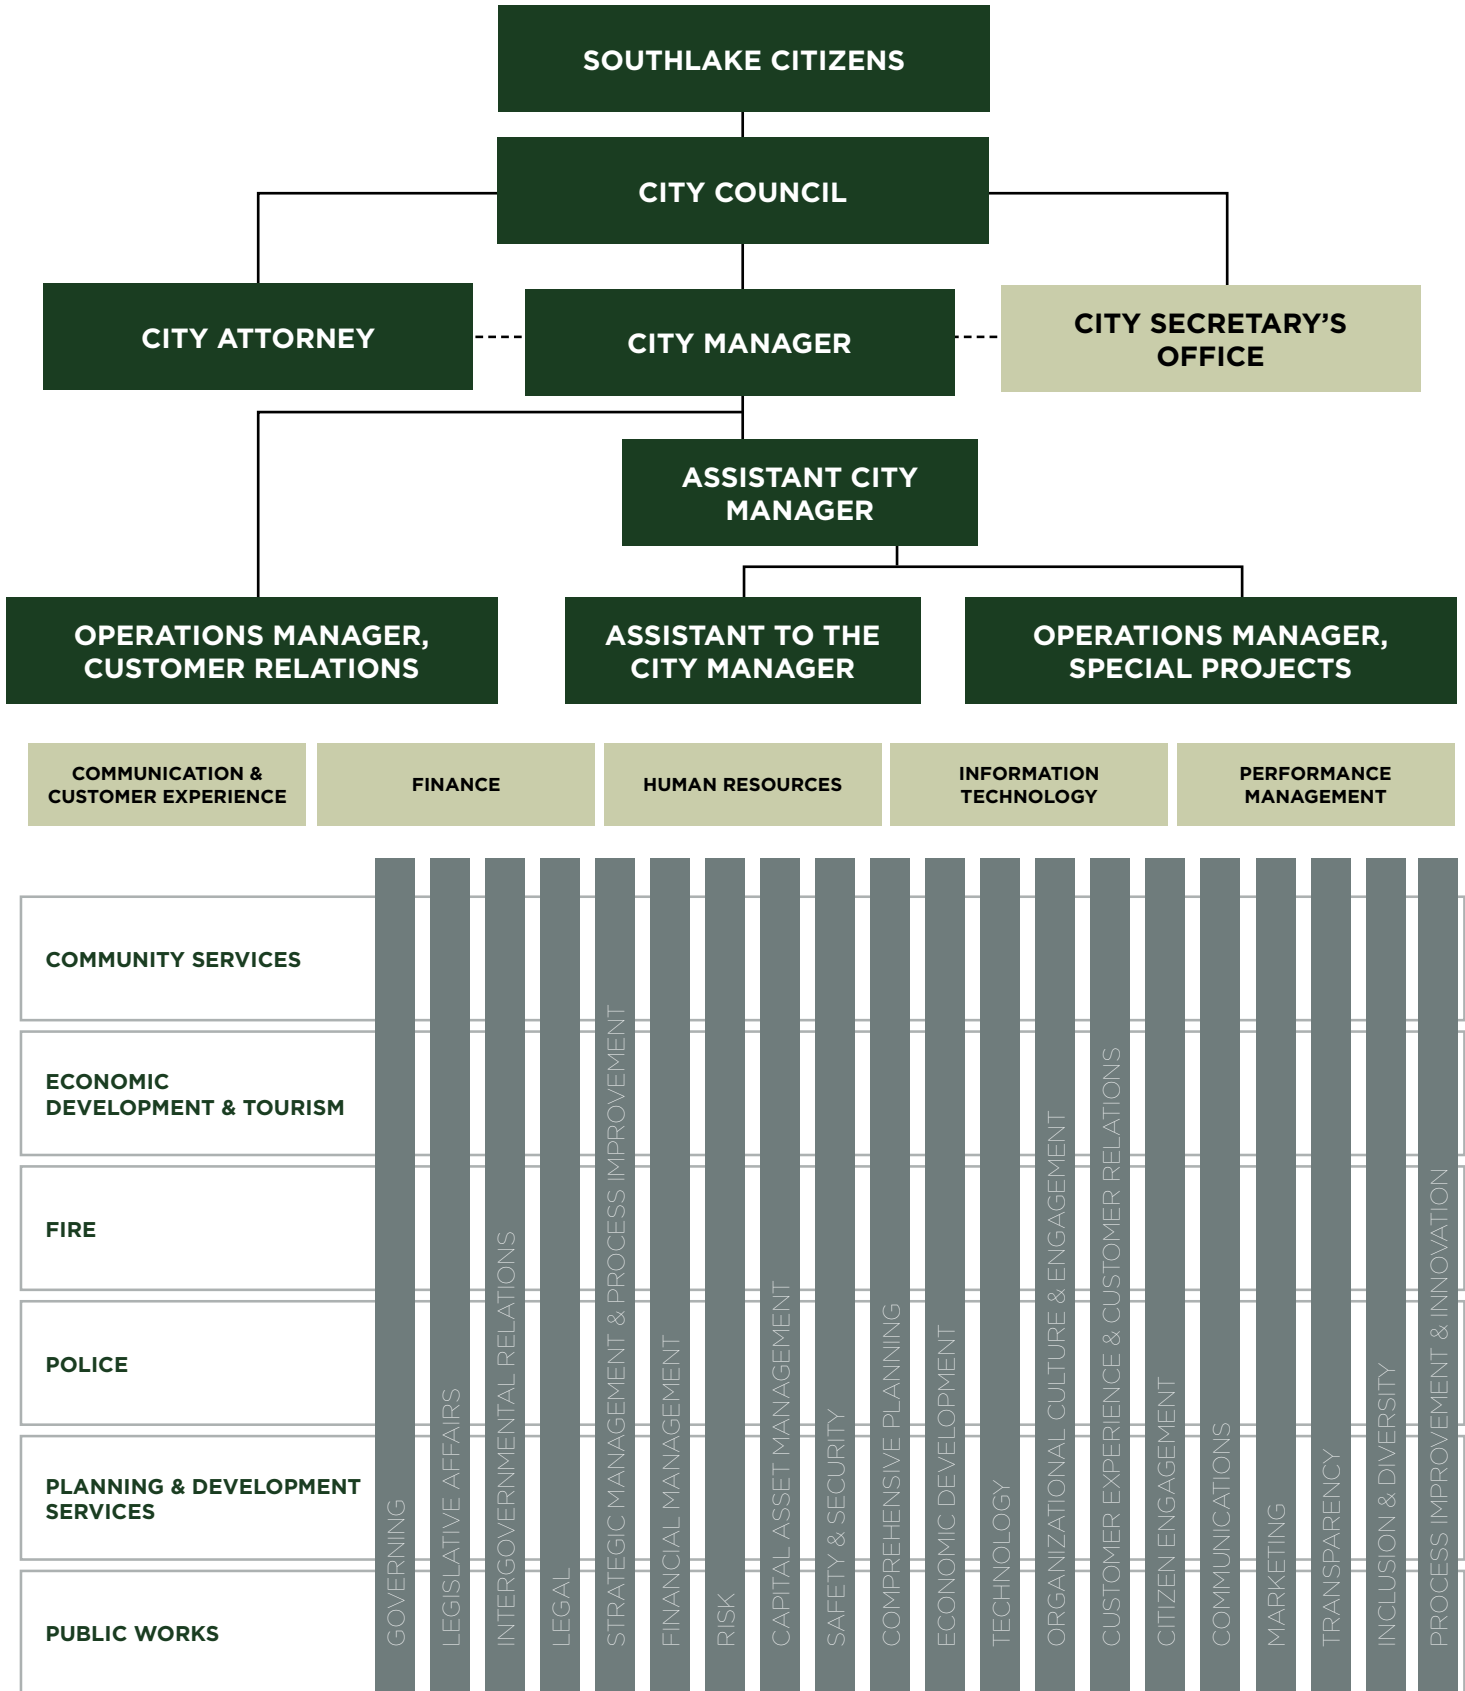 SOUTHLAKE CITIZENS
CITY COUNCIL
CITY ATTORNEY
CITY MANAGER
CITY SECRETARY'S
OFFICE
ASSISTANT CITY
MANAGER
OPERATIONS MANAGER,
CUSTOMER RELATIONS
ASSISTANT TO THE
CITY MANAGER
OPERATIONS MANAGER,
SPECIAL PROJECTS
COMMUNICATION &
CUSTOMER EXPERIENCE
FINANCE
HUMAN RESOURCES
INFORMATION
TECHNOLOGY
PERFORMANCE
MANAGEMENT
COMMUNITY SERVICES
ECONOMIC
DEVELOPMENT & TOURISM
FIRE
POLICE
PLANNING & DEVELOPMENT
SERVICES
PUBLIC WORKS
GOVERNING
LEGISLATIVE AFFAIRS
INTERGOVERNMENTAL RELATIONS
LEGAL
STRATEGIC MANAGEMENT & PROCESS IMPROVEMENT
FINANCIAL MANAGEMENT
RISK
CAPITAL ASSET MANAGEMENT
SAFETY & SECURITY
COMPREHENSIVE PLANNING
ECONOMIC DEVELOPMENT
TECHNOLOGY
ORGANIZATIONAL CULTURE & ENGAGEMENT
CUSTOMER EXPERIENCE & CUSTOMER RELATIONS
CITIZEN ENGAGEMENT
COMMUNICATIONS
MARKETING
TRANSPARENCY
INCLUSION & DIVERSITY
PROCESS IMPROVEMENT & INNOVATION